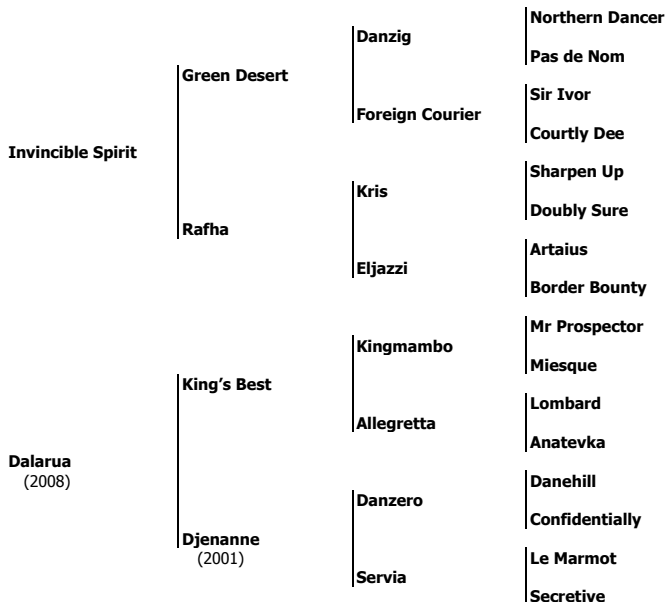 Northern Dancer
Danzig
Pas de Nom
Green Desert
Sir Ivor
Foreign Courier
Courtly Dee
Invincible Spirit
Sharpen Up
Kris
Doubly Sure
Rafha
Artaius
Eljazzi
Border Bounty
Mr Prospector
Kingmambo
Miesque
King's Best
Lombard
Allegretta
Anatevka
Dalarua
(2008)
Danehill
Danzero
Confidentially
Djenanne
(2001)
Le Marmot
Servia
Secretive